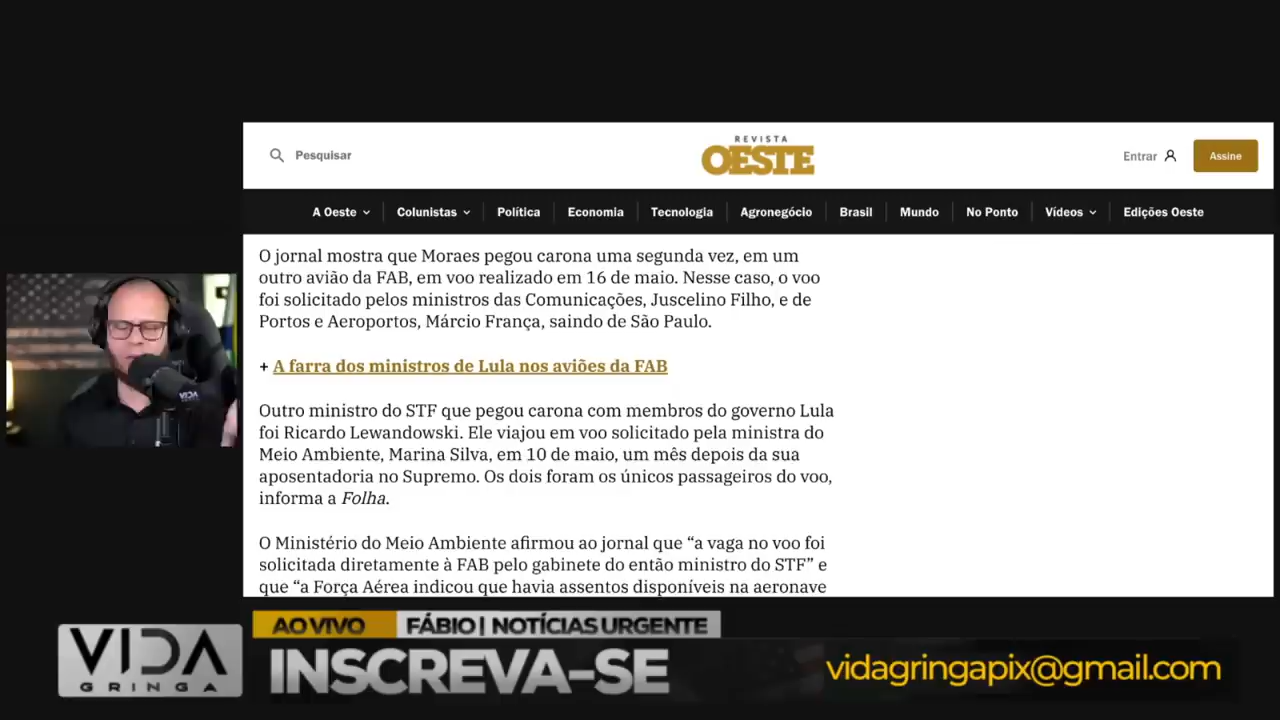 Pesquisar
REVISTA
OESTE
Entrar
Assine
A Oeste
Colunistas
Política
Economia
Tecnologia
Agronegócio
Brasil
Mundo
No Ponto
Vídeos
Edições Oeste
O jornal mostra que Moraes pegou carona uma segunda vez, em um
outro avião da FAB, em voo realizado em 16 de maio. Nesse caso, o voo
foi solicitado pelos ministros das Comunicações, Juscelino Filho, e de
Portos e Aeroportos, Márcio França, saindo de São Paulo.
+ A farra dos ministros de Lula nos aviões da FAB
Outro ministro do STF que pegou carona com membros do governo Lula
foi Ricardo Lewandowski. Ele viajou em voo solicitado pela ministra do
Meio Ambiente, Marina Silva, em 10 de maio, um mês depois da sua
aposentadoria no Supremo. Os dois foram os únicos passageiros do voo,
informa a Folha.
O Ministério do Meio Ambiente afirmou ao jornal que “a vaga no voo foi
solicitada diretamente à FAB pelo gabinete do então ministro do STF” e
que “a Força Aérea indicou que havia assentos disponíveis na aeronave
VIDA
AO VIVO
FÁBIO | NOTÍCIAS URGENTE
VIDA
GRINGA
INSCREVA-SE
vidagringapix@gmail.com